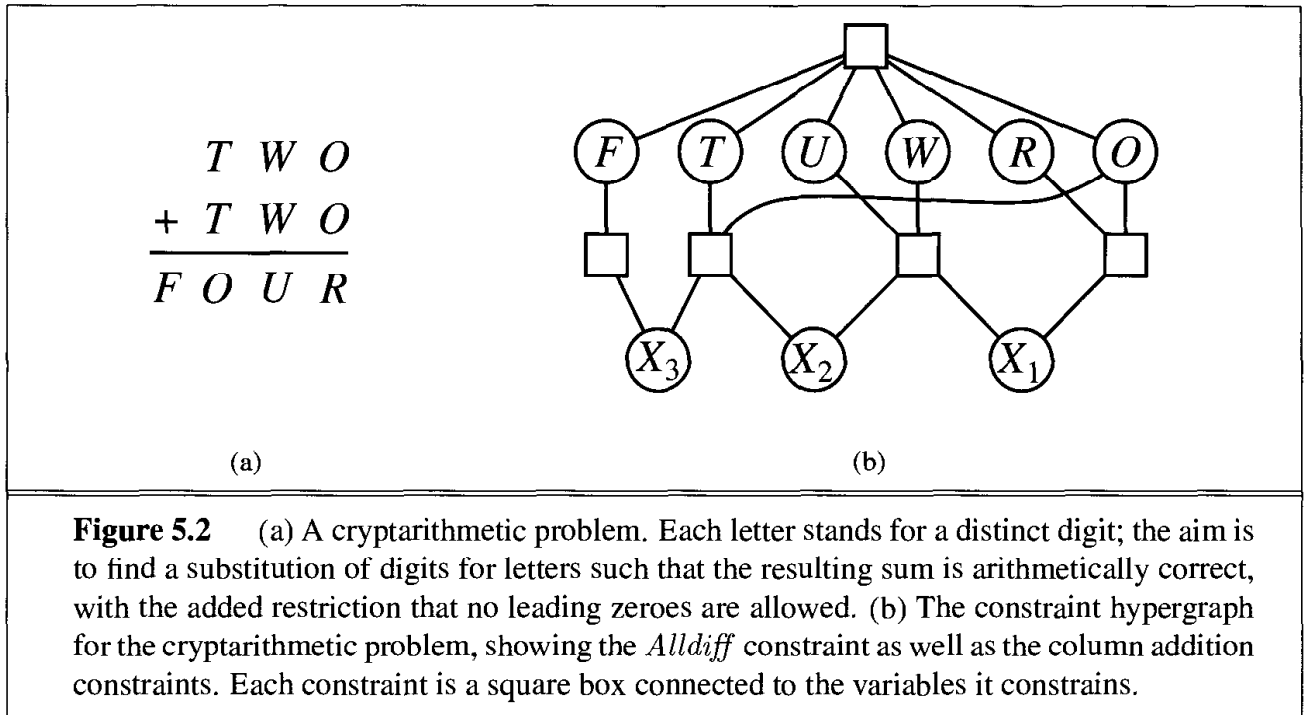 T W O
+ T W O
F O U R
(a)
F T U W R O
X₃ X₂ X₁
(b)
Figure 5.2 (a) A cryptarithmetic problem. Each letter stands for a distinct digit; the aim is
to find a substitution of digits for letters such that the resulting sum is arithmetically correct,
with the added restriction that no leading zeroes are allowed. (b) The constraint hypergraph
for the cryptarithmetic problem, showing the Alldiff constraint as well as the column addition
constraints. Each constraint is a square box connected to the variables it constrains.